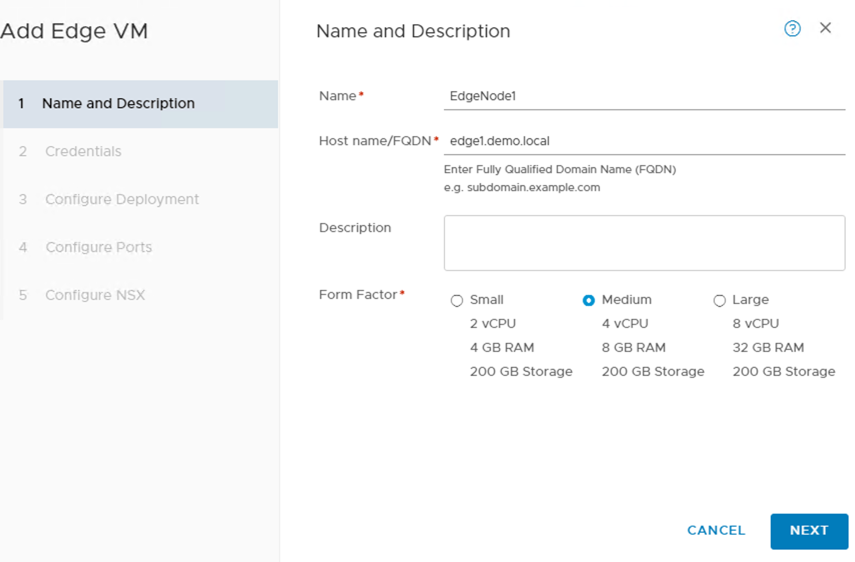 Add Edge VM
1 Name and Description
2 Credentials
3 Configure Deployment
4 Configure Ports
5 Configure NSX
Name and Description
Name* EdgeNode1
Host name/FQDN* edge1.demo.local
Enter Fully Qualified Domain Name (FQDN)
e.g. subdomain.example.com
Description
Form Factor* Small Medium Large
2 vCPU 4 vCPU 8 vCPU
4 GB RAM 8 GB RAM 32 GB RAM
200 GB Storage 200 GB Storage 200 GB Storage
CANCEL NEXT